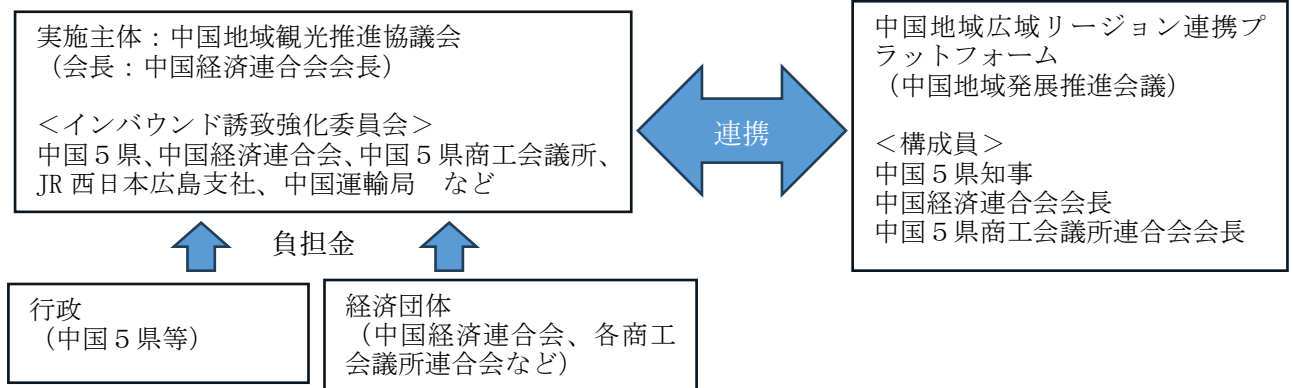 実施主体：中国地域観光推進協議会
（会長：中国経済連合会会長）
＜インバウンド誘致強化委員会＞
中国５県、中国経済連合会、中国５県商工会議所、
JR西日本広島支社、中国運輸局　など
連携
中国地域広域リージョン連携プ
ラットフォーム
（中国地域発展推進会議）
＜構成員＞
中国５県知事
中国経済連合会会長
中国５県商工会議所連合会会長
負担金
行政
（中国５県等）
経済団体
（中国経済連合会、各商工
会議所連合会など）